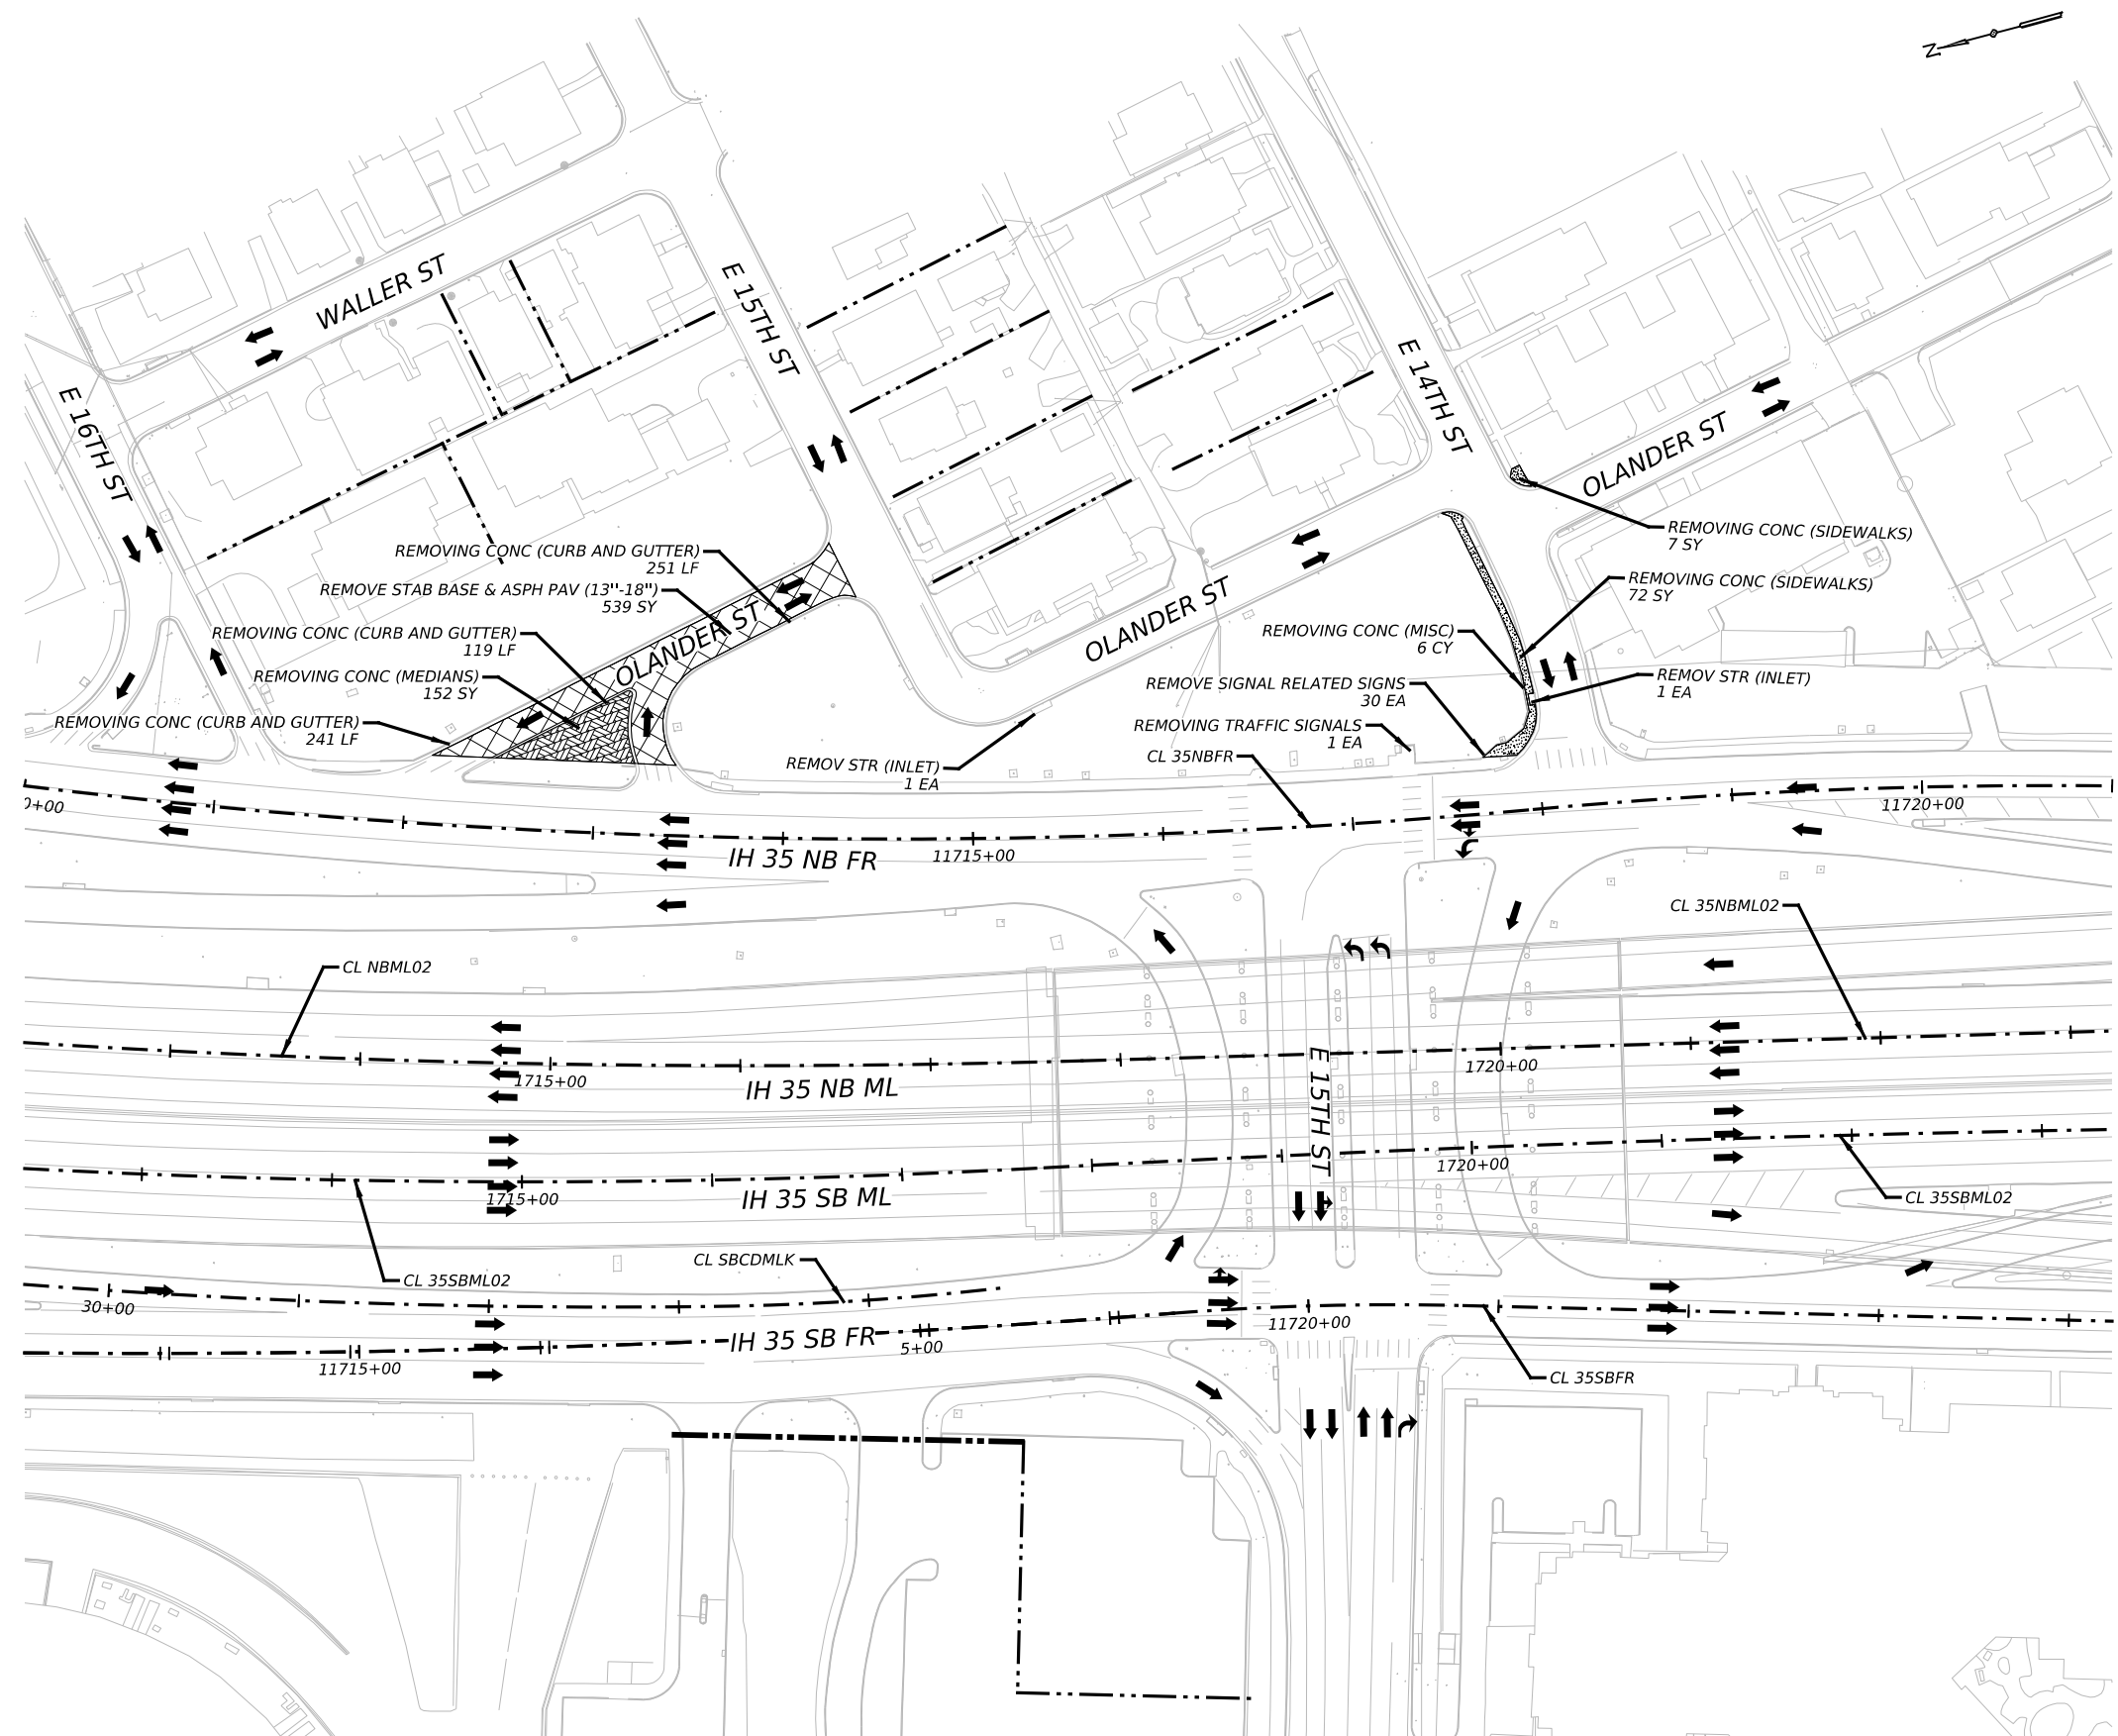 N
WALLER ST
E 15TH ST
E 16TH ST
E 14TH ST
OLANDER ST
REMOVING CONC (SIDEWALKS)
7 SY
REMOVING CONC (CURB AND GUTTER)
251 LF
REMOVE STAB BASE & ASPH PAV (13"-18")
539 SY
REMOVING CONC (SIDEWALKS)
72 SY
OLANDER ST
OLANDER ST
REMOVING CONC (CURB AND GUTTER)
119 LF
REMOVING CONC (MISC)
6 CY
REMOVING CONC (MEDIANS)
152 SY
REMOV STR (INLET)
1 EA
REMOVE SIGNAL RELATED SIGNS
30 EA
REMOVING CONC (CURB AND GUTTER)
241 LF
REMOVING TRAFFIC SIGNALS
1 EA
CL 35NBFR
REMOV STR (INLET)
1 EA
0+00
11720+00
IH 35 NB FR
11715+00
CL 35NBML02
CL NBML02
1715+00
IH 35 NB ML
1720+00
E 15TH ST
1720+00
1715+00
IH 35 SB ML
CL 35SBML02
CL SBCDMLK
CL 35SBML02
30+00
11720+00
IH 35 SB FR
5+00
11715+00
CL 35SBFR